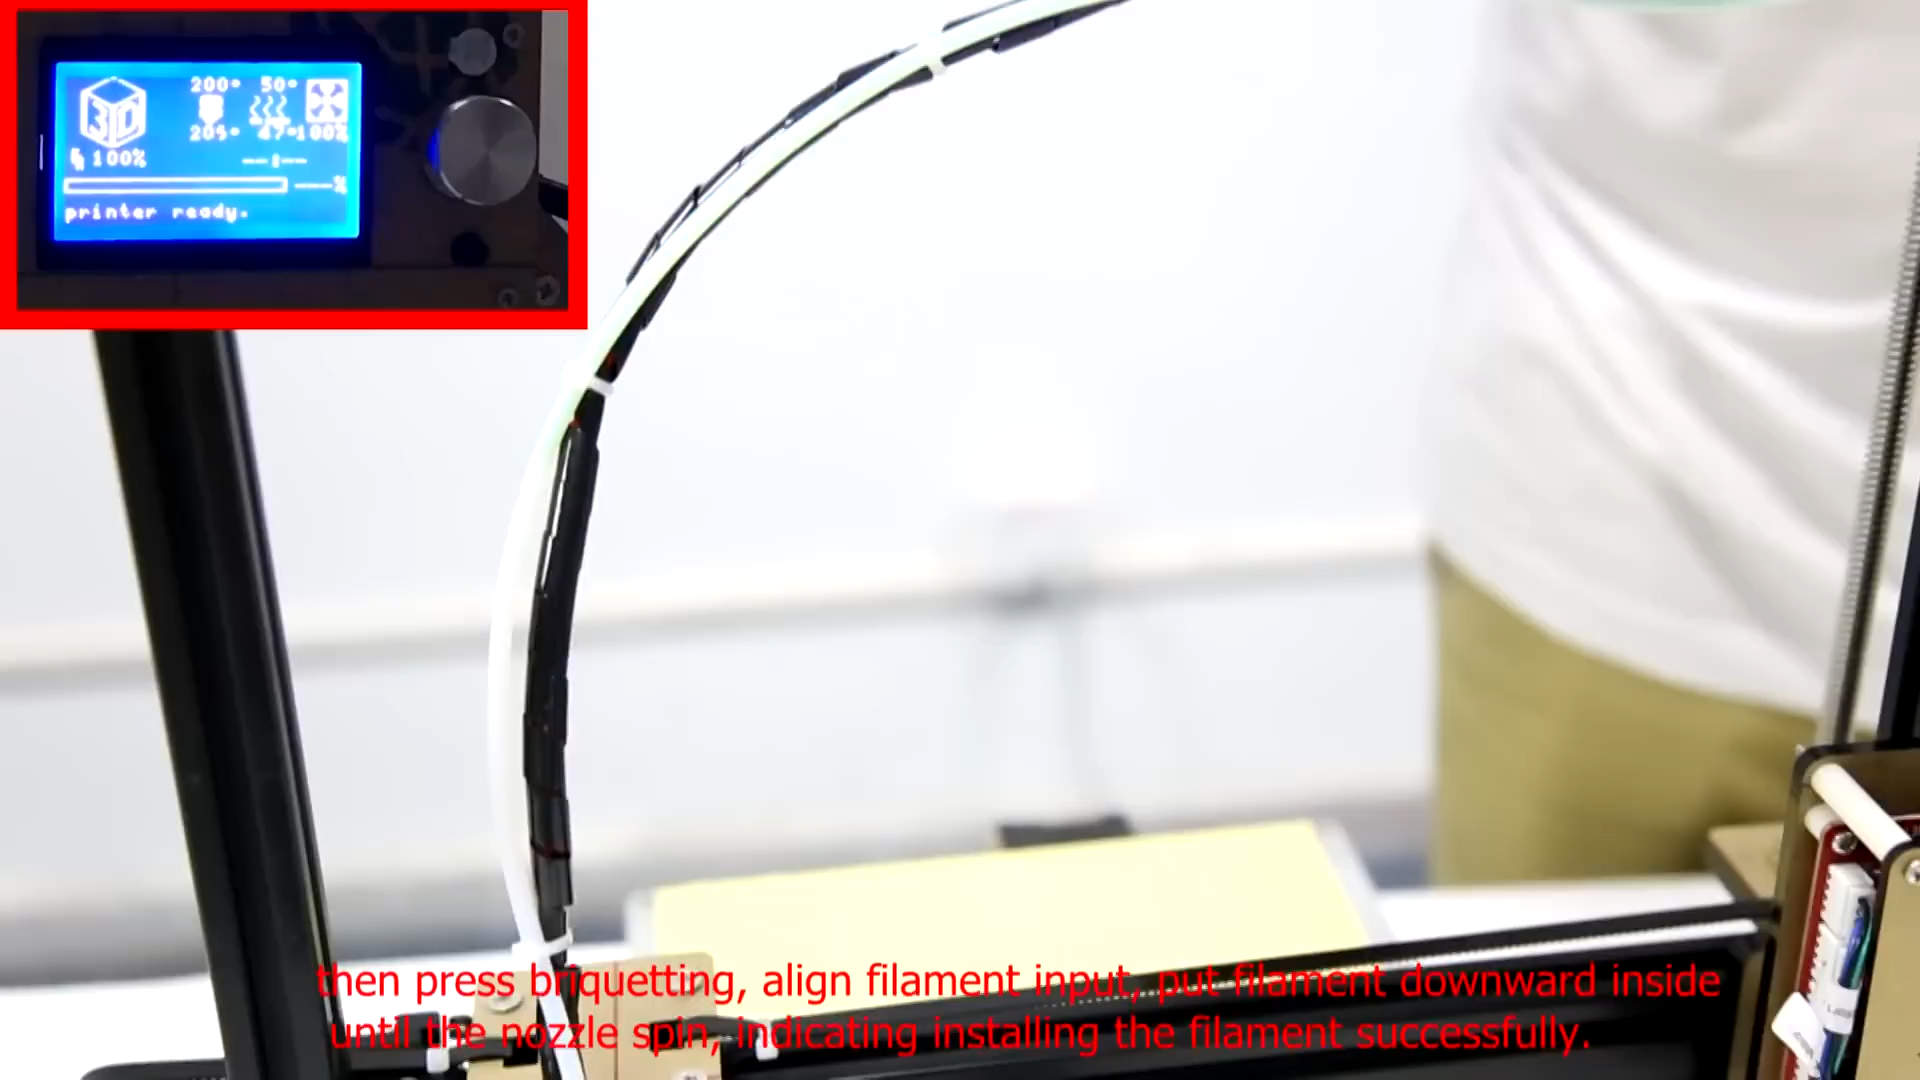 200° 50°
3D
205° 47° 100%
100% --:--
---%
printer ready.
then press briquetting, align filament input, put filament downward inside
until the nozzle spin, indicating installing the filament successfully.